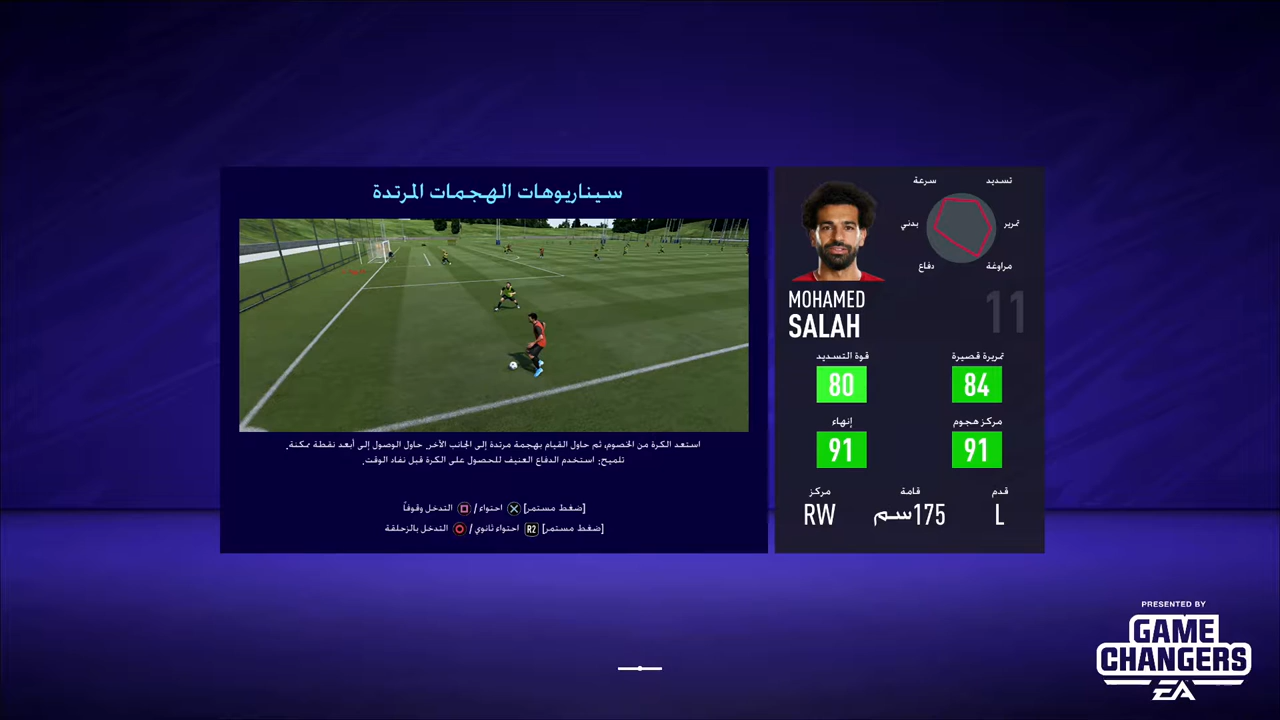 سيناريوهات الهجمات المرتدة
استعد الكرة من الخصوم، ثم حاول القيام بهجمة مرتدة إلى الجانب الآخر. حاول الوصول إلى أبعد نقطة ممكنة.
تلميح: استخدم الدفاع العنيف للحصول على الكرة قبل نفاد الوقت.
[ضغط مستمر] احتواء / التدخل وقوفاً
[ضغط مستمر] R2 احتواء ثانوي / التدخل بالزحلقة
تسديد
سرعة
تمرير
بدني
مراوغة
دفاع
MOHAMED
SALAH
11
تمريرة قصيرة
قوة التسديد
84
80
مركز هجوم
إنهاء
91
91
قدم
قامة
مركز
L
175سم
RW
PRESENTED BY
GAME
CHANGERS
EA